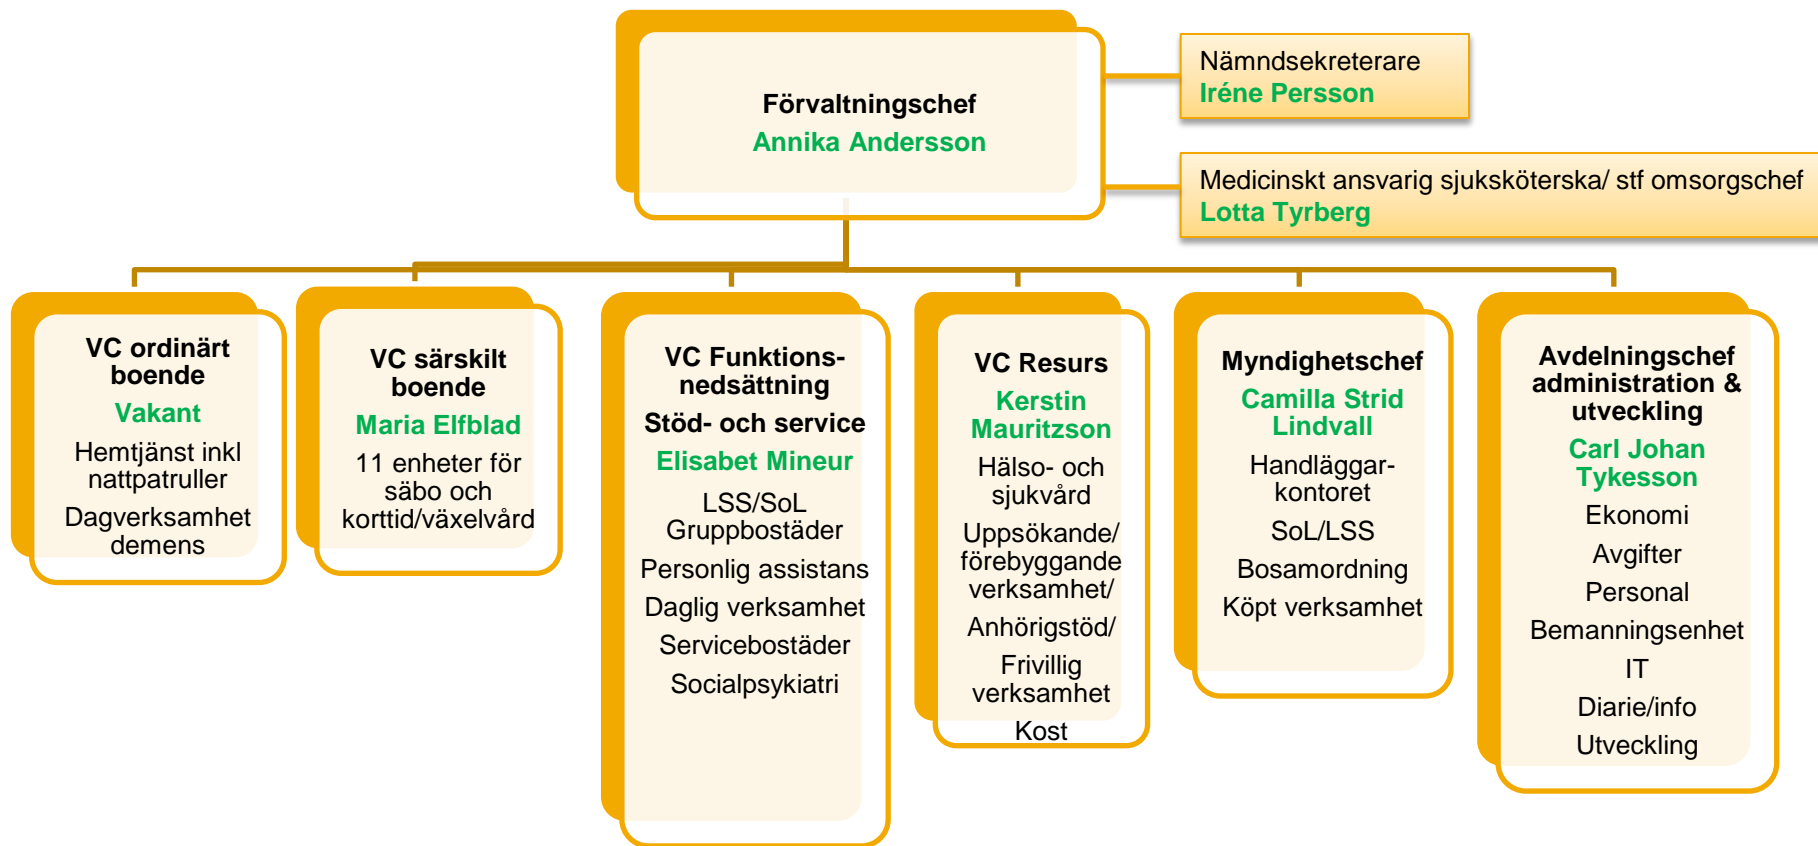 Förvaltningschef
Annika Andersson
Nämndsekreterare
Iréne Persson
Medicinskt ansvarig sjuksköterska/ stf omsorgschef
Lotta Tyrberg
VC ordinärt
boende
Vakant
Hemtjänst inkl
nattpatruller
Dagverksamhet
demens
VC särskilt
boende
Maria Elfblad
11 enheter för
säbo och
korttid/växelvård
VC Funktions-
nedsättning
Stöd- och service
Elisabet Mineur
LSS/SoL
Gruppbostäder
Personlig assistans
Daglig verksamhet
Servicebostäder
Socialpsykiatri
VC Resurs
Kerstin
Mauritzson
Hälso- och
sjukvård
Uppsökande/
förebyggande
verksamhet/
Anhörigstöd/
Frivillig
verksamhet
Kost
Myndighetschef
Camilla Strid
Lindvall
Handläggar-
kontoret
SoL/LSS
Bosamordning
Köpt verksamhet
Avdelningschef
administration &
utveckling
Carl Johan
Tykesson
Ekonomi
Avgifter
Personal
Bemanningsenhet
IT
Diarie/info
Utveckling